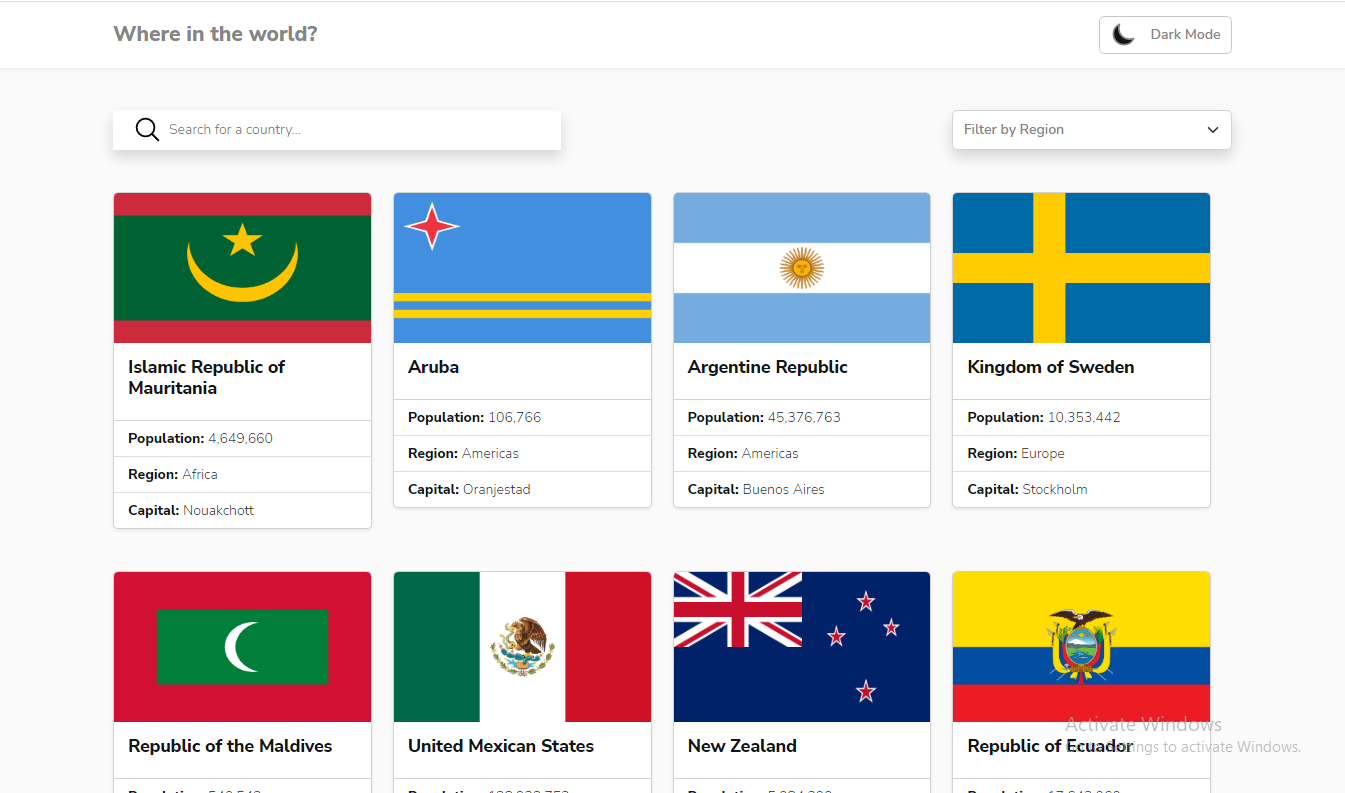 Where in the world?
Dark Mode
Search for a country...
Filter by Region
Islamic Republic of
Mauritania
Population: 4,649,660
Region: Africa
Capital: Nouakchott
Aruba
Population: 106,766
Region: Americas
Capital: Oranjestad
Argentine Republic
Population: 45,376,763
Region: Americas
Capital: Buenos Aires
Kingdom of Sweden
Population: 10,353,442
Region: Europe
Capital: Stockholm
Republic of the Maldives
United Mexican States
New Zealand
Republic of Ecuador
Activate Windows
Go to Settings to activate Windows.